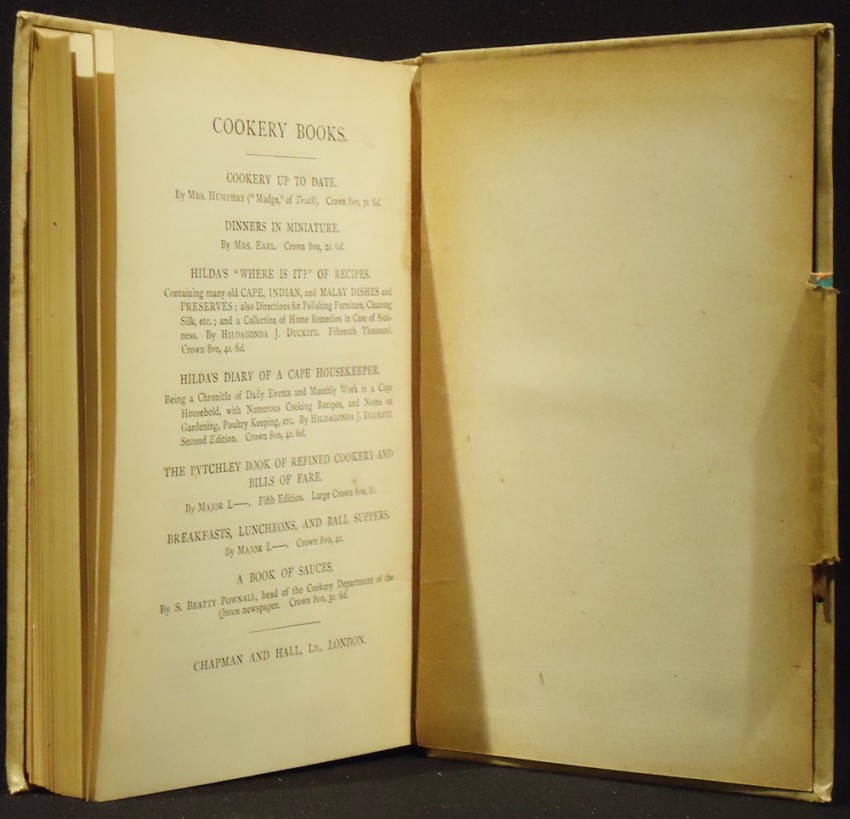 COOKERY BOOKS.
COOKERY UP TO DATE.
By MRS. HUMPHRY ("Madge," of Truth). Crown 8vo, 3s. 6d.
DINNERS IN MINIATURE.
By MRS. EARL. Crown 8vo, 2s. 6d.
HILDA'S "WHERE IS IT?" OF RECIPES.
Containing many old CAPE, INDIAN, and MALAY DISHES and
PRESERVES; also Directions for Polishing Furniture, Cleaning
Silk, etc.; and a Collection of Home Remedies in Case of Sick-
ness. By HILDAGONDA J. DUCKITT. Fifteenth Thousand.
Crown 8vo, 4s. 6d.
HILDA'S DIARY OF A CAPE HOUSEKEEPER.
Being a Chronicle of Daily Events and Monthly Work in a Cape
Household, with Numerous Cooking Recipes, and Notes on
Gardening, Poultry Keeping, etc. By HILDAGONDA J. DUCKITT.
Second Edition. Crown 8vo, 4s. 6d.
THE PYTCHLEY BOOK OF REFINED COOKERY AND
BILLS OF FARE.
By MAJOR L——. Fifth Edition. Large Crown 8vo, 8s.
BREAKFASTS, LUNCHEONS, AND BALL SUPPERS.
By MAJOR L——. Crown 8vo, 4s.
A BOOK OF SAUCES.
By S. BEATTY POWNALL, head of the Cookery Department of the
Queen newspaper. Crown 8vo, 3s. 6d.
CHAPMAN AND HALL, LD., LONDON.